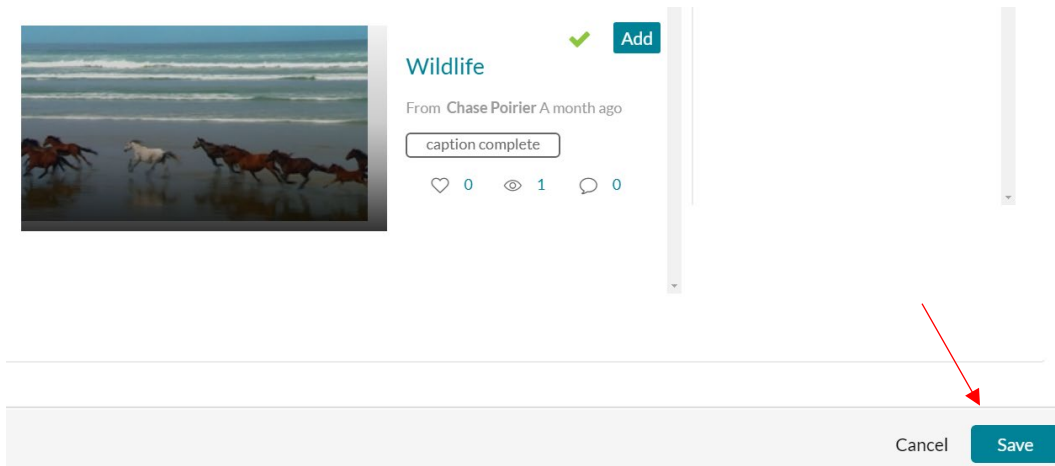 Add
Wildlife
From Chase Poirier A month ago
caption complete
0 1 0
Cancel Save